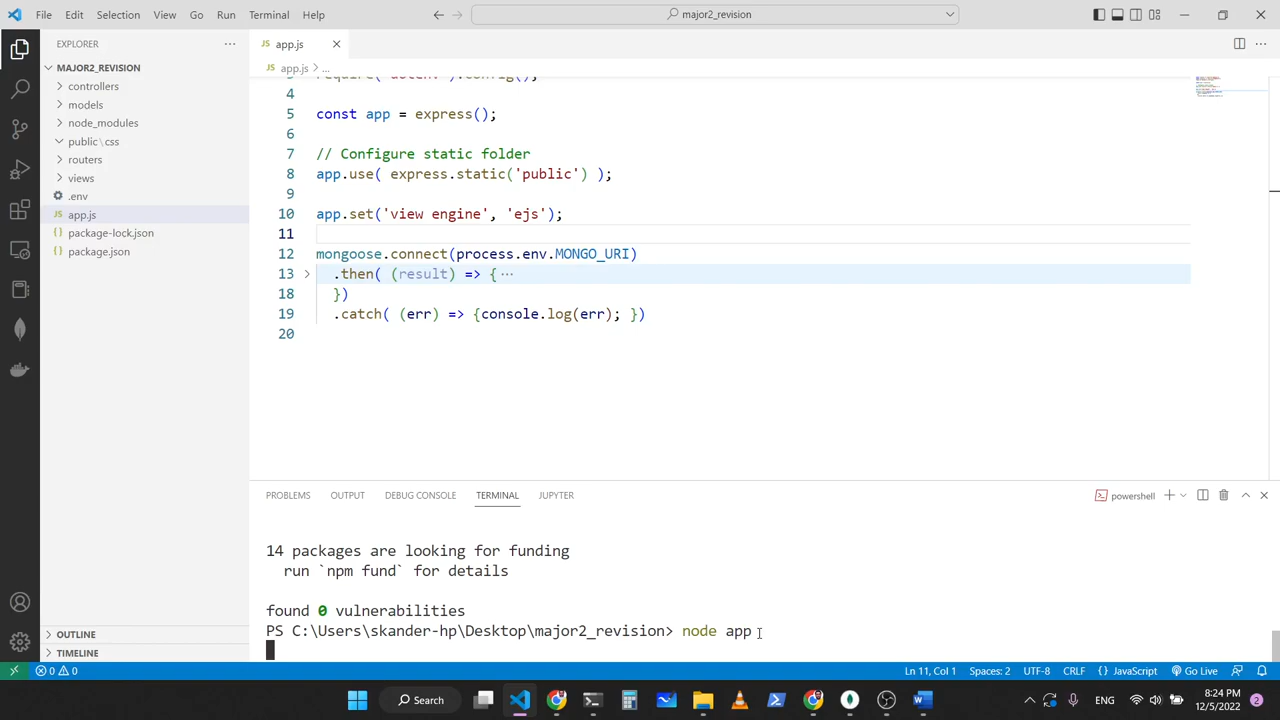 File Edit Selection View Go Run Terminal Help
major2_revision
EXPLORER
app.js
MAJOR2_REVISION
app.js > ...
controllers
models
node_modules
public\css
routers
views
.env
app.js
package-lock.json
package.json
4
5 const app = express();
6
7 // Configure static folder
8 app.use( express.static('public') );
9
10 app.set('view engine', 'ejs');
11
12 mongoose.connect(process.env.MONGO_URI)
13 .then( (result) => { ...
18 })
19 .catch( (err) => {console.log(err); })
20
PROBLEMS OUTPUT DEBUG CONSOLE TERMINAL JUPYTER
powershell
14 packages are looking for funding
run `npm fund` for details
found 0 vulnerabilities
PS C:\Users\skander-hp\Desktop\major2_revision> node app
OUTLINE
TIMELINE
0 0
Ln 11, Col 1 Spaces: 2 UTF-8 CRLF {} JavaScript Go Live
Search
ENG
8:24 PM
12/5/2022
2